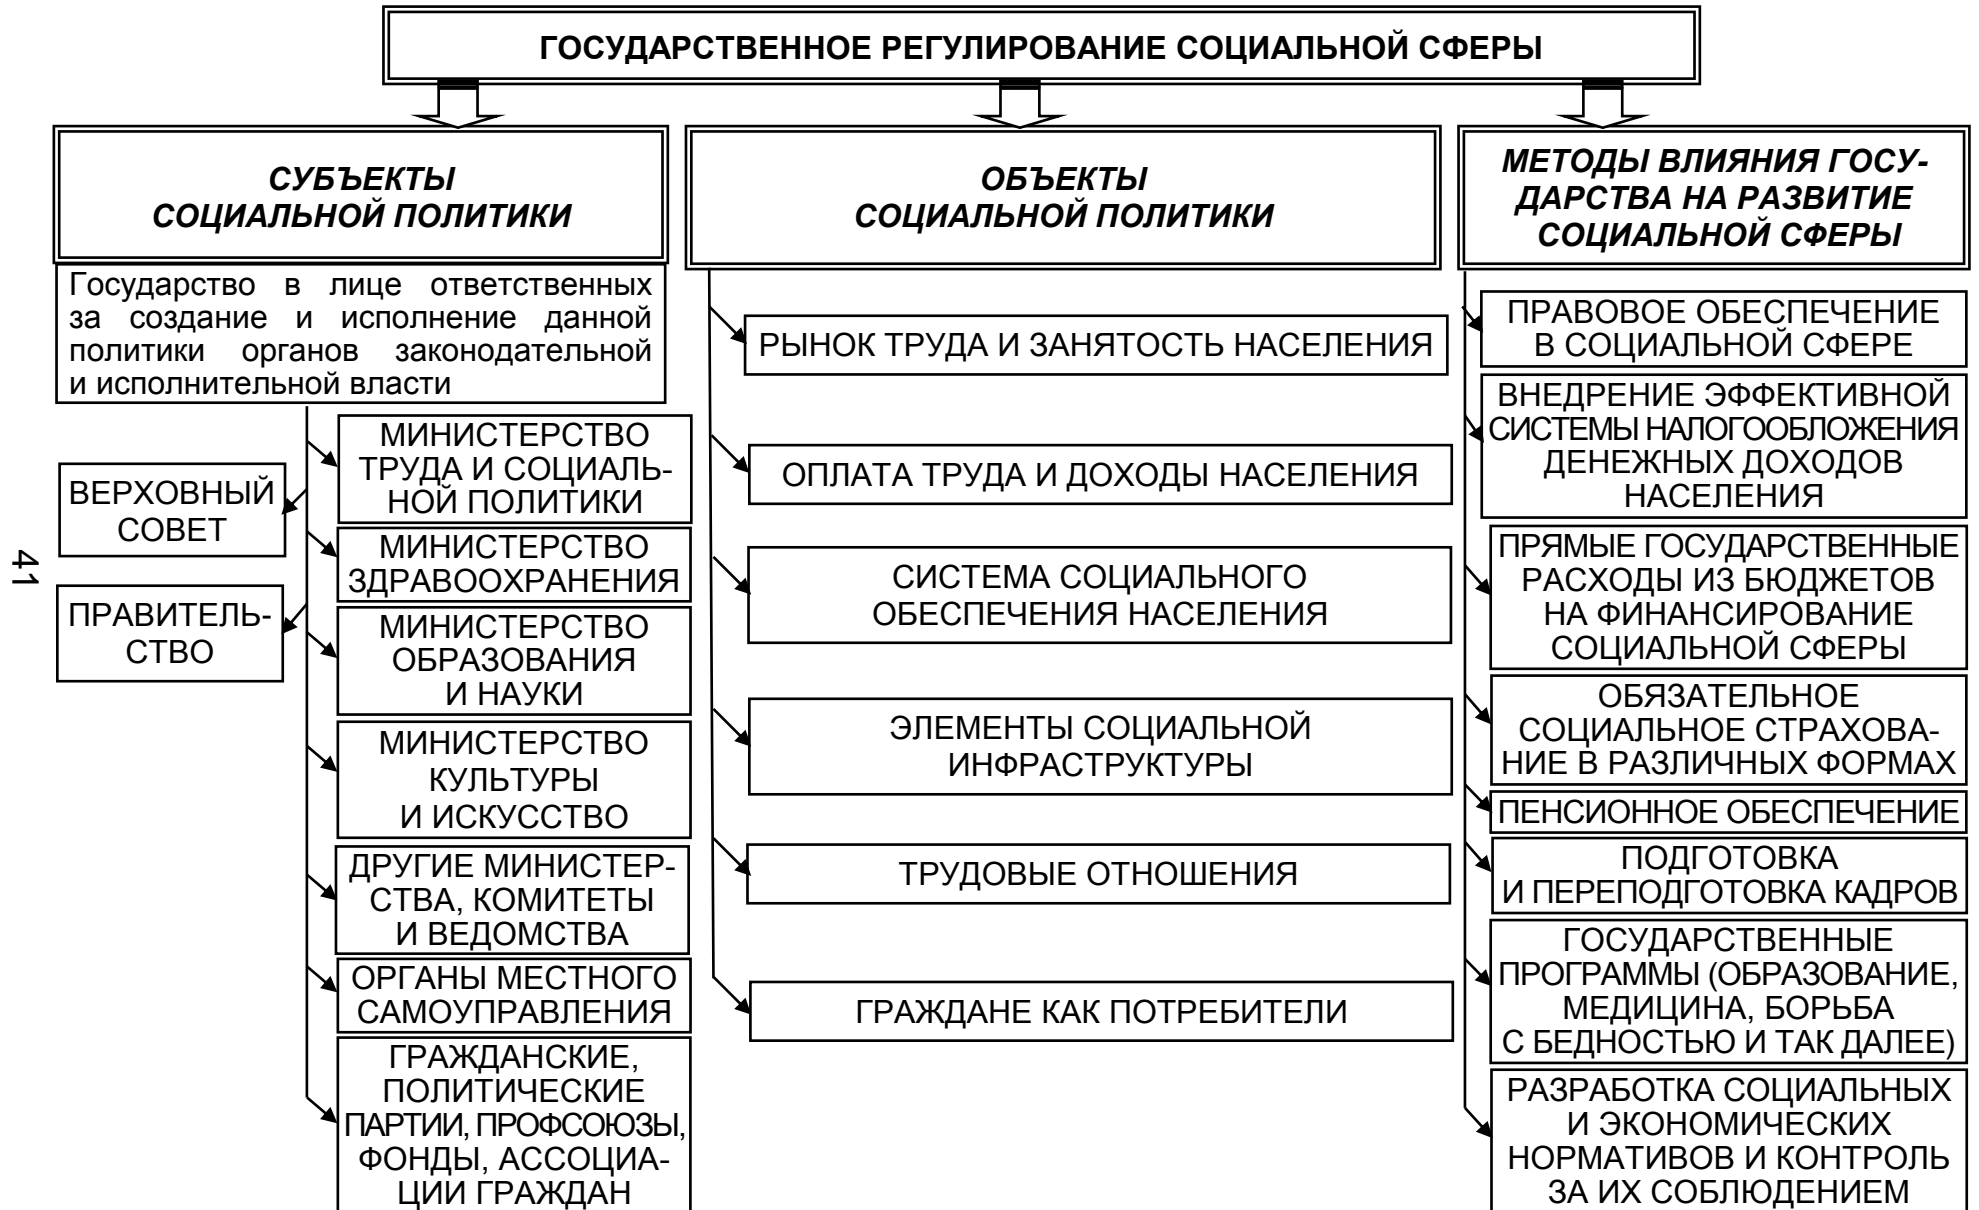 ГОСУДАРСТВЕННОЕ РЕГУЛИРОВАНИЕ СОЦИАЛЬНОЙ СФЕРЫ
СУБЪЕКТЫ
СОЦИАЛЬНОЙ ПОЛИТИКИ
Государство в лице ответственных
за создание и исполнение данной
политики органов законодательной
и исполнительной власти
ВЕРХОВНЫЙ
СОВЕТ
ПРАВИТЕЛЬ-
СТВО
МИНИСТЕРСТВО
ТРУДА И СОЦИАЛЬ-
НОЙ ПОЛИТИКИ
МИНИСТЕРСТВО
ЗДРАВООХРАНЕНИЯ
МИНИСТЕРСТВО
ОБРАЗОВАНИЯ
И НАУКИ
МИНИСТЕРСТВО
КУЛЬТУРЫ
И ИСКУССТВО
ДРУГИЕ МИНИСТЕР-
СТВА, КОМИТЕТЫ
И ВЕДОМСТВА
ОРГАНЫ МЕСТНОГО
САМОУПРАВЛЕНИЯ
ГРАЖДАНСКИЕ,
ПОЛИТИЧЕСКИЕ
ПАРТИИ, ПРОФСОЮЗЫ,
ФОНДЫ, АССОЦИА-
ЦИИ ГРАЖДАН
ОБЪЕКТЫ
СОЦИАЛЬНОЙ ПОЛИТИКИ
РЫНОК ТРУДА И ЗАНЯТОСТЬ НАСЕЛЕНИЯ
ОПЛАТА ТРУДА И ДОХОДЫ НАСЕЛЕНИЯ
СИСТЕМА СОЦИАЛЬНОГО
ОБЕСПЕЧЕНИЯ НАСЕЛЕНИЯ
ЭЛЕМЕНТЫ СОЦИАЛЬНОЙ
ИНФРАСТРУКТУРЫ
ТРУДОВЫЕ ОТНОШЕНИЯ
ГРАЖДАНЕ КАК ПОТРЕБИТЕЛИ
МЕТОДЫ ВЛИЯНИЯ ГОСУ-
ДАРСТВА НА РАЗВИТИЕ
СОЦИАЛЬНОЙ СФЕРЫ
ПРАВОВОЕ ОБЕСПЕЧЕНИЕ
В СОЦИАЛЬНОЙ СФЕРЕ
ВНЕДРЕНИЕ ЭФФЕКТИВНОЙ
СИСТЕМЫ НАЛОГООБЛОЖЕНИЯ
ДЕНЕЖНЫХ ДОХОДОВ
НАСЕЛЕНИЯ
ПРЯМЫЕ ГОСУДАРСТВЕННЫЕ
РАСХОДЫ ИЗ БЮДЖЕТОВ
НА ФИНАНСИРОВАНИЕ
СОЦИАЛЬНОЙ СФЕРЫ
ОБЯЗАТЕЛЬНОЕ
СОЦИАЛЬНОЕ СТРАХОВА-
НИЕ В РАЗЛИЧНЫХ ФОРМАХ
ПЕНСИОННОЕ ОБЕСПЕЧЕНИЕ
ПОДГОТОВКА
И ПЕРЕПОДГОТОВКА КАДРОВ
ГОСУДАРСТВЕННЫЕ
ПРОГРАММЫ (ОБРАЗОВАНИЕ,
МЕДИЦИНА, БОРЬБА
С БЕДНОСТЬЮ И ТАК ДАЛЕЕ)
РАЗРАБОТКА СОЦИАЛЬНЫХ
И ЭКОНОМИЧЕСКИХ
НОРМАТИВОВ И КОНТРОЛЬ
ЗА ИХ СОБЛЮДЕНИЕМ
41